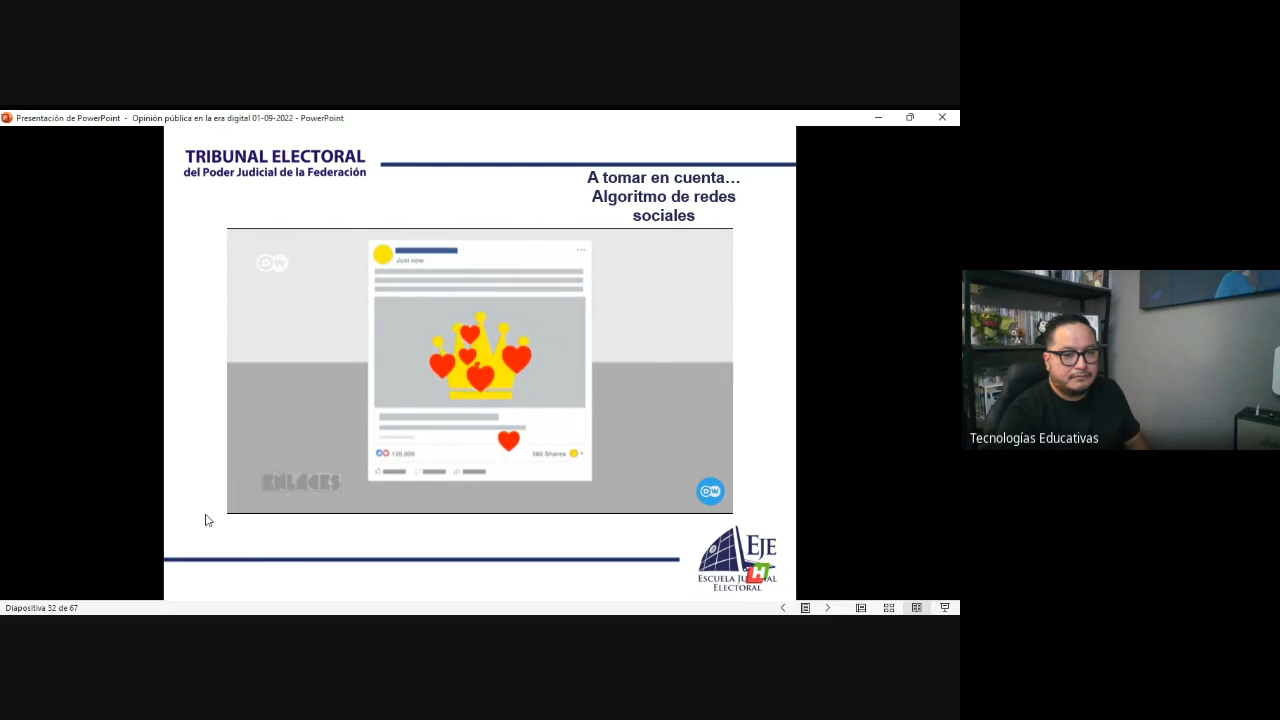 Presentación de PowerPoint - Opinión pública en la era digital 01-09-2022 - PowerPoint
TRIBUNAL ELECTORAL
del Poder Judicial de la Federación
A tomar en cuenta…
Algoritmo de redes
sociales
DW
Just now
120,000
580 Shares
ENLACES
DW
EJE
ESCUELA JUDICIAL
ELECTORAL
H
Tecnologías Educativas
Diapositiva 32 de 67